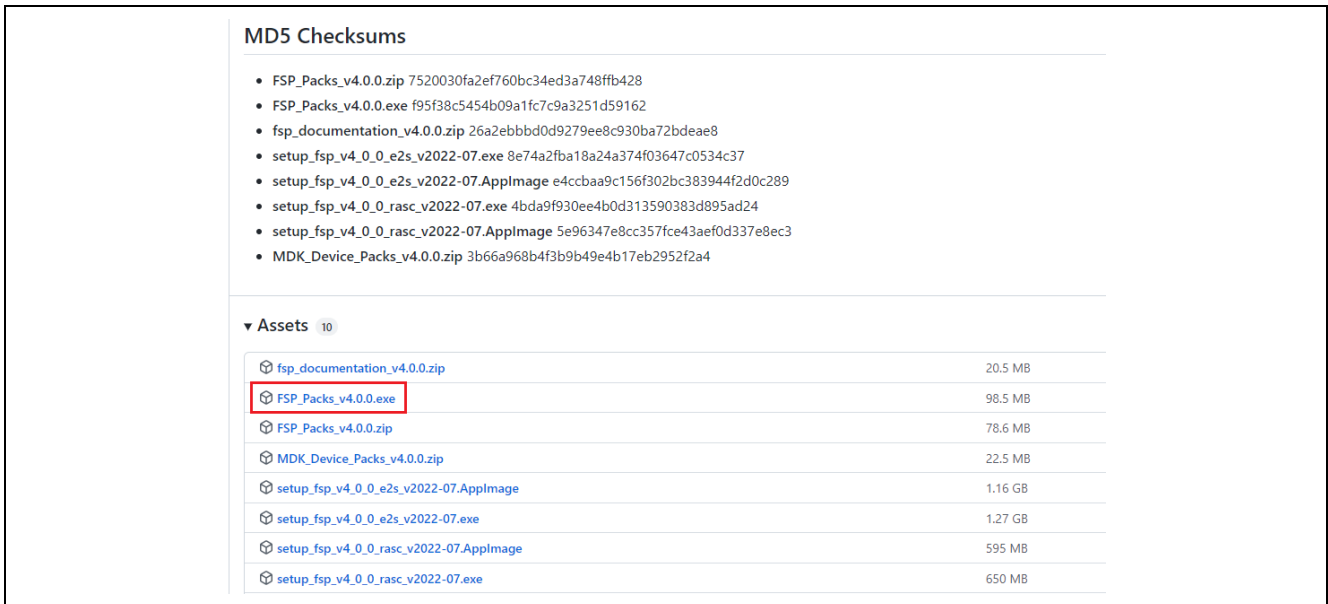 MD5 Checksums
• FSP_Packs_v4.0.0.zip 7520030fa2ef760bc34ed3a748ffb428
• FSP_Packs_v4.0.0.exe f95f38c5454b09a1fc7c9a3251d59162
• fsp_documentation_v4.0.0.zip 26a2ebbbd0d9279ee8c930ba72bdeae8
• setup_fsp_v4_0_0_e2s_v2022-07.exe 8e74a2fba18a24a374f03647c0534c37
• setup_fsp_v4_0_0_e2s_v2022-07.AppImage e4ccbaa9c156f302bc383944f2d0c289
• setup_fsp_v4_0_0_rasc_v2022-07.exe 4bda9f930ee4b0d313590383d895ad24
• setup_fsp_v4_0_0_rasc_v2022-07.AppImage 5e96347e8cc357fce43aef0d337e8ec3
• MDK_Device_Packs_v4.0.0.zip 3b66a968b4f3b9b49e4b17eb2952f2a4
▾ Assets 10
fsp_documentation_v4.0.0.zip 20.5 MB
FSP_Packs_v4.0.0.exe 98.5 MB
FSP_Packs_v4.0.0.zip 78.6 MB
MDK_Device_Packs_v4.0.0.zip 22.5 MB
setup_fsp_v4_0_0_e2s_v2022-07.AppImage 1.16 GB
setup_fsp_v4_0_0_e2s_v2022-07.exe 1.27 GB
setup_fsp_v4_0_0_rasc_v2022-07.AppImage 595 MB
setup_fsp_v4_0_0_rasc_v2022-07.exe 650 MB